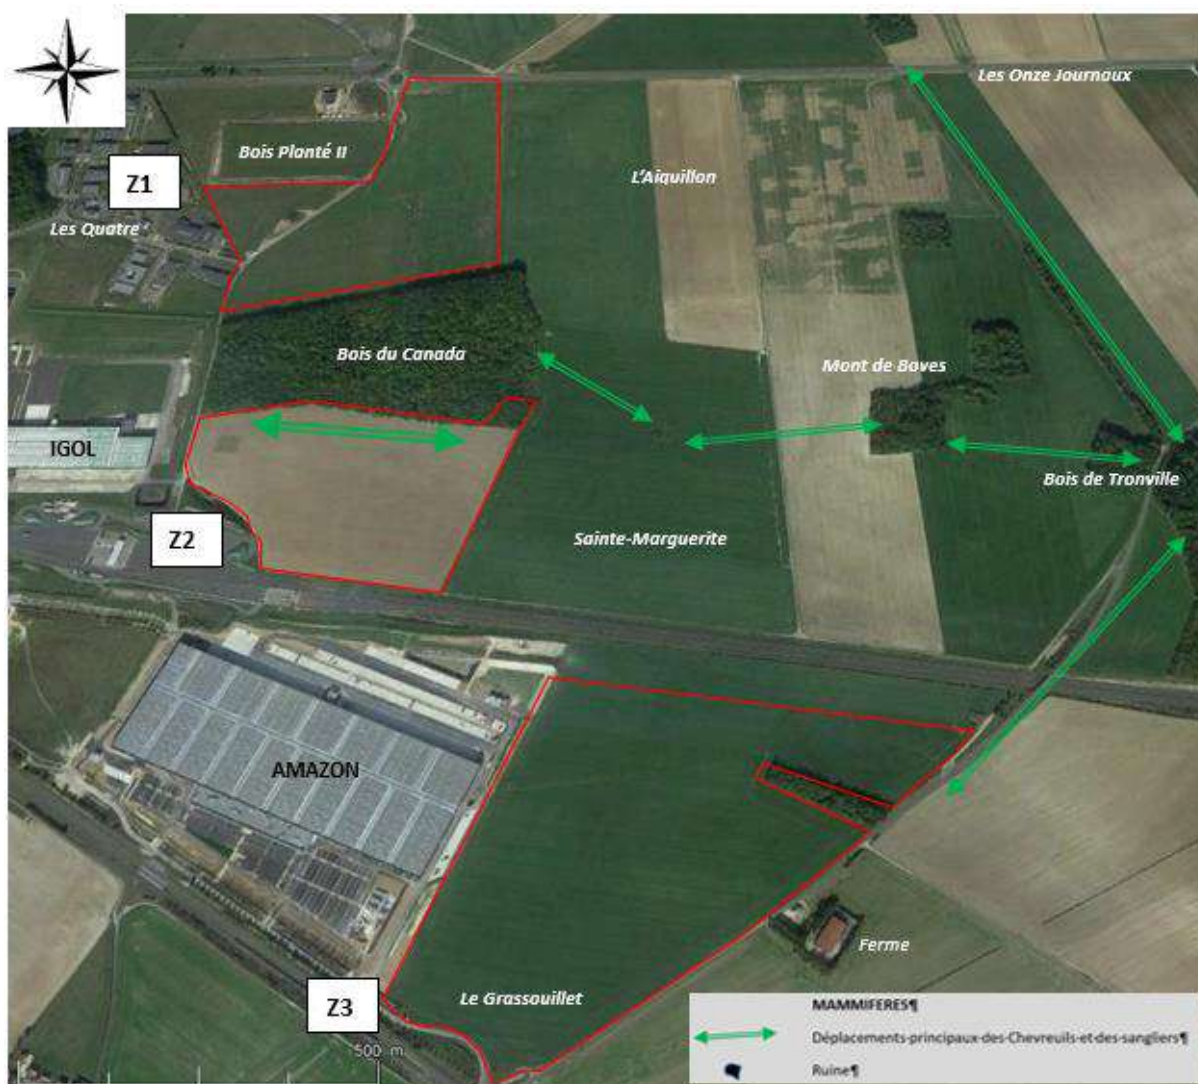 Les Onze Journaux
Bois Planté II
Z1
L'Aiguillon
Les Quatre
Bois du Canada
Mont de Boves
IGOL
Bois de Tronville
Z2
Sainte-Marguerite
AMAZON
Ferme
Z3
Le Grassouillet
500 m
MAMMIFERES¶
Déplacements·principaux·des·Chevreuils·et·des·sangliers¶
Ruine¶